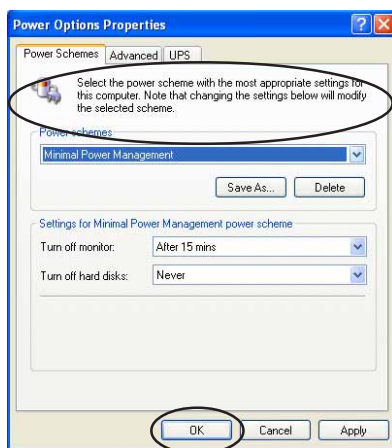 Power Options Properties
Power Schemes Advanced UPS
Select the power scheme with the most appropriate settings for
this computer. Note that changing the settings below will modify
the selected scheme.
Power schemes
Minimal Power Management
Save As... Delete
Settings for Minimal Power Management power scheme
Turn off monitor: After 15 mins
Turn off hard disks: Never
OK Cancel Apply